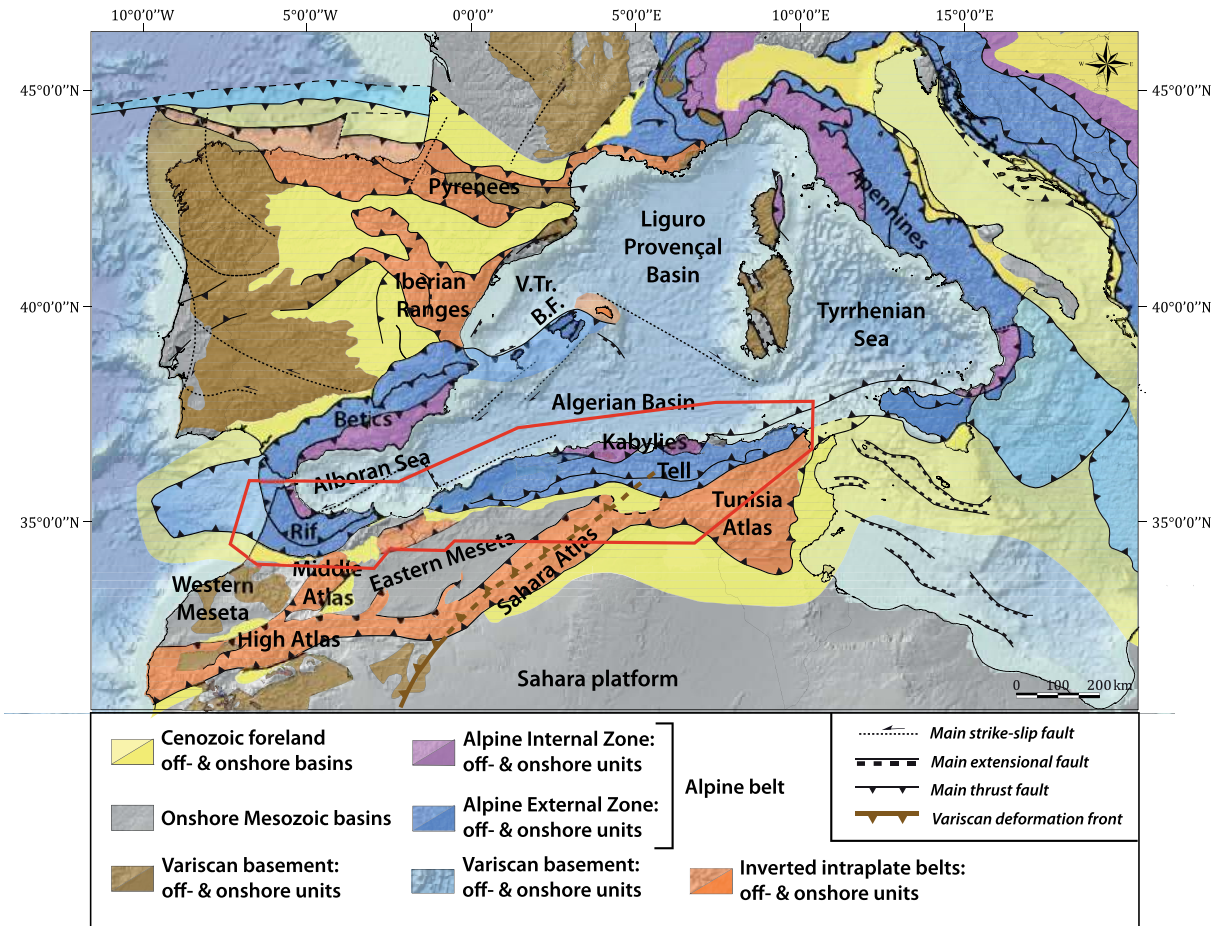 10°0'0"W 5°0'0"W 0°0'0" 5°0'0"E 10°0'0"E 15°0'0"E
45°0'0"N 45°0'0"N
N
W E
S
Pyrenees
Apennines
Liguro
Provençal
Basin
Iberian
Ranges
V.Tr.
B.F.
40°0'0"N 40°0'0"N
Tyrrhenian
Sea
Algerian Basin
Betics
Kabylies
Alboran Sea
Tell
Tunisia
Atlas
35°0'0"N 35°0'0"N
Rif
Eastern Meseta
Sahara Atlas
Middle
Atlas
Western
Meseta
High Atlas
Sahara platform
0 100 200 km
Cenozoic foreland
off- & onshore basins
Onshore Mesozoic basins
Variscan basement:
off- & onshore units
Alpine Internal Zone:
off- & onshore units
Alpine External Zone:
off- & onshore units
Alpine belt
Variscan basement:
off- & onshore units
Inverted intraplate belts:
off- & onshore units
Main strike-slip fault
Main extensional fault
Main thrust fault
Variscan deformation front